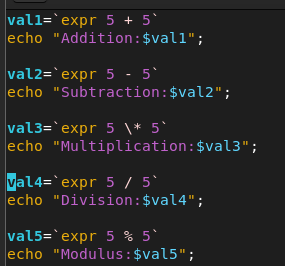 val1=`expr 5 + 5`
echo "Addition:$val1";
val2=`expr 5 - 5`
echo "Subtraction:$val2";
val3=`expr 5 \* 5`
echo "Multiplication:$val3";
val4=`expr 5 / 5`
echo "Division:$val4";
val5=`expr 5 % 5`
echo "Modulus:$val5";